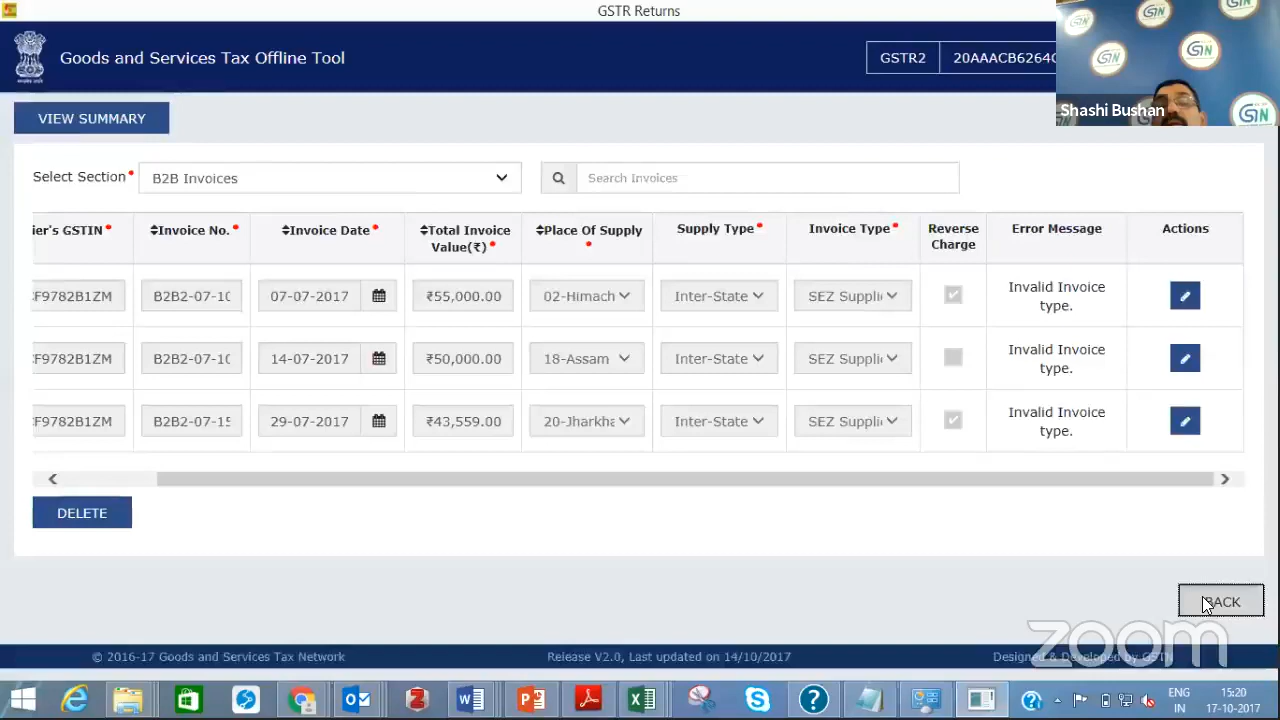 GSTR Returns
Goods and Services Tax Offline Tool
GSTR2
Shashi Bushan
VIEW SUMMARY
Select Section•
B2B Invoices
Search Invoices
ier's GSTIN• Invoice No.• Invoice Date• Total Invoice Value(₹)• Place Of Supply• Supply Type• Invoice Type• Reverse Charge Error Message Actions
F9782B1ZM B2B2-07-10 07-07-2017 ₹55,000.00 02-Himach Inter-State SEZ Suppli Invalid Invoice type.
F9782B1ZM B2B2-07-10 14-07-2017 ₹50,000.00 18-Assam Inter-State SEZ Suppli Invalid Invoice type.
F9782B1ZM B2B2-07-15 29-07-2017 ₹43,559.00 20-Jharkha Inter-State SEZ Suppli Invalid Invoice type.
DELETE
BACK
zoom
© 2016-17 Goods and Services Tax Network
Release V2.0, Last updated on 14/10/2017
Designed & Developed by GSTN
ENG
IN
15:20
17-10-2017